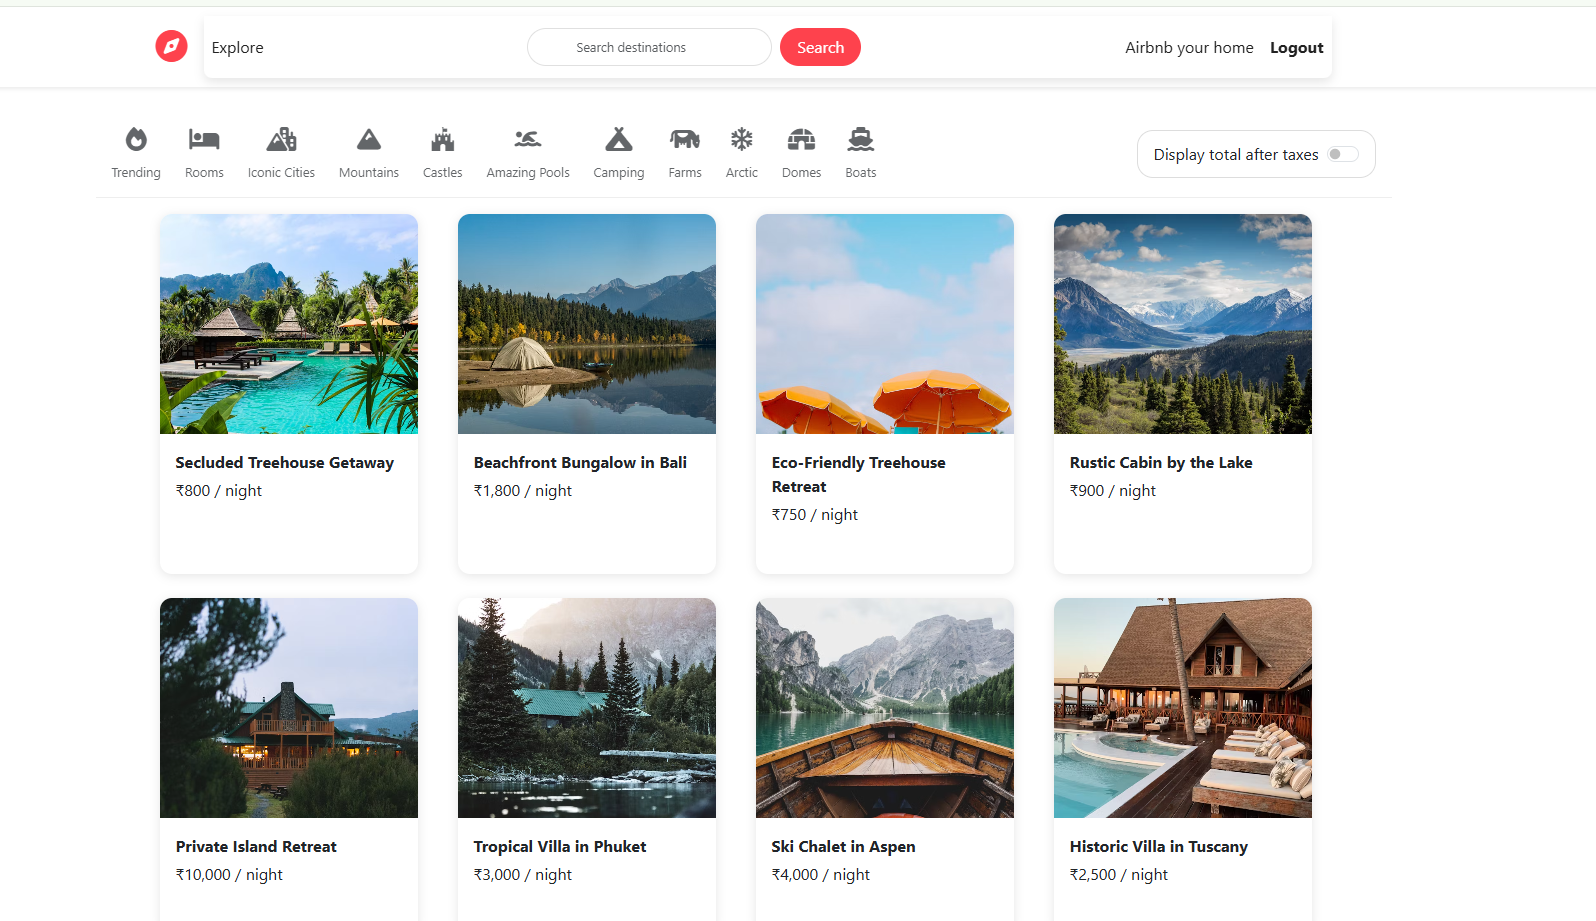 Explore
Search destinations
Search
Airbnb your home
Logout
Trending
Rooms
Iconic Cities
Mountains
Castles
Amazing Pools
Camping
Farms
Arctic
Domes
Boats
Display total after taxes
Secluded Treehouse Getaway
₹800 / night
Beachfront Bungalow in Bali
₹1,800 / night
Eco-Friendly Treehouse
Retreat
₹750 / night
Rustic Cabin by the Lake
₹900 / night
Private Island Retreat
₹10,000 / night
Tropical Villa in Phuket
₹3,000 / night
Ski Chalet in Aspen
₹4,000 / night
Historic Villa in Tuscany
₹2,500 / night